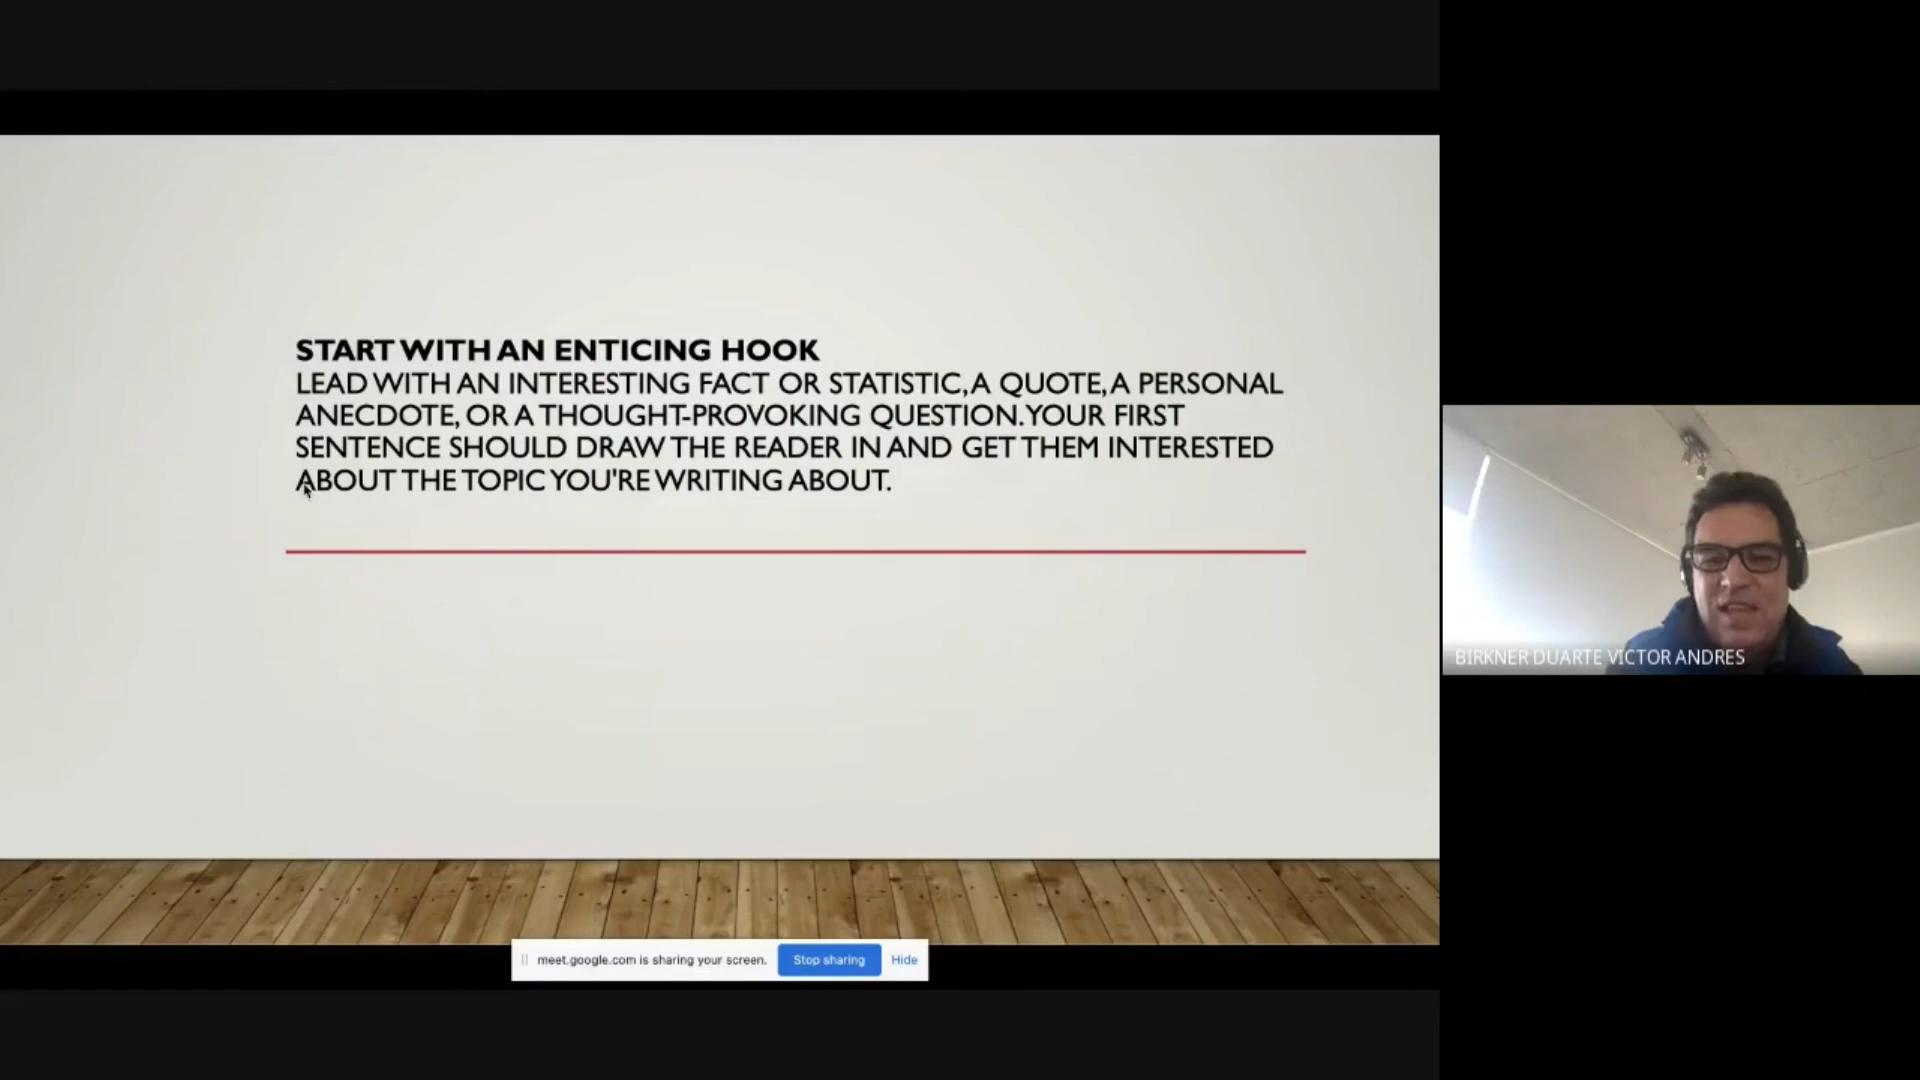 START WITH AN ENTICING HOOK
LEAD WITH AN INTERESTING FACT OR STATISTIC, A QUOTE, A PERSONAL
ANECDOTE, OR A THOUGHT-PROVOKING QUESTION. YOUR FIRST
SENTENCE SHOULD DRAW THE READER IN AND GET THEM INTERESTED
ABOUT THE TOPIC YOU'RE WRITING ABOUT.
BIRKNER DUARTE VICTOR ANDRES
meet.google.com is sharing your screen. Stop sharing Hide